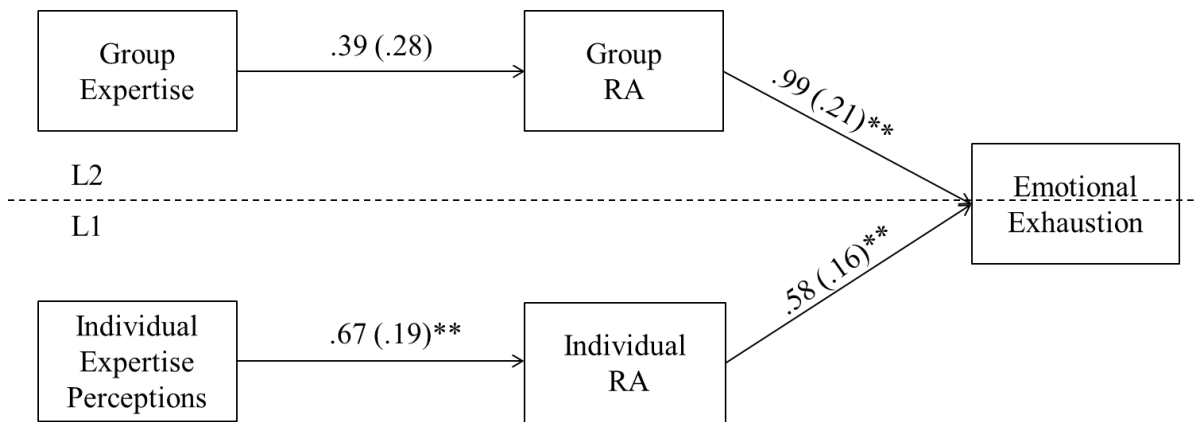 Group
Expertise
.39 (.28)
Group
RA
.99 (.21)**
L2
L1
Emotional
Exhaustion
Individual
Expertise
Perceptions
.67 (.19)**
Individual
RA
.58 (.16)**